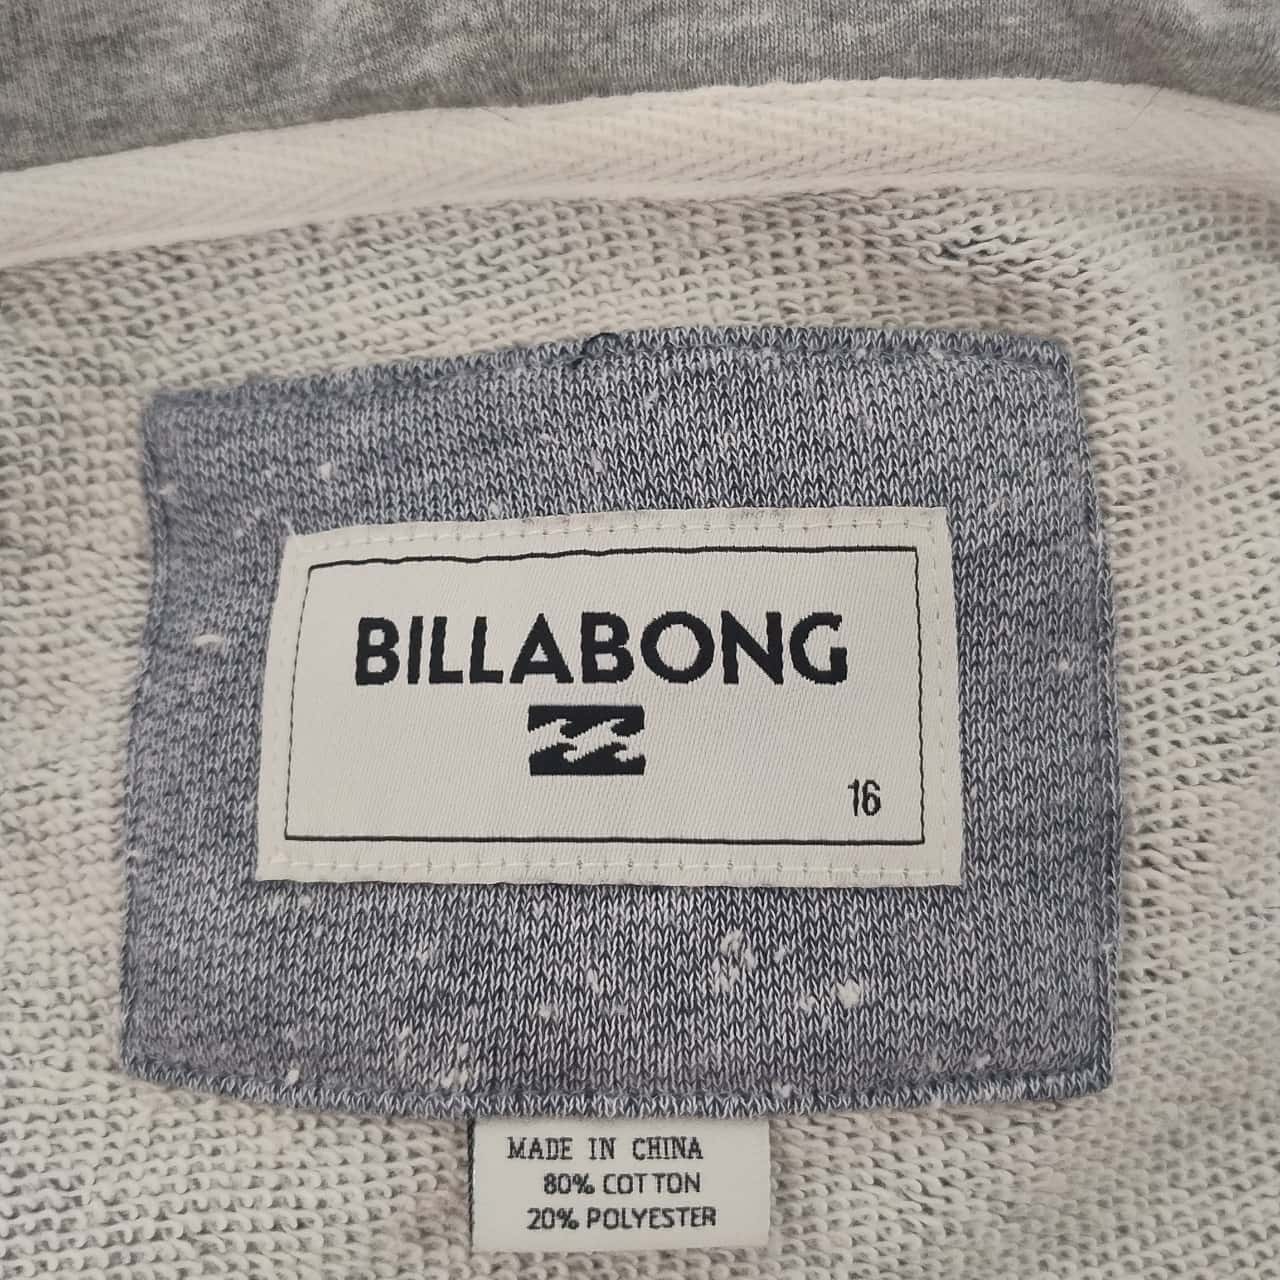 BILLABONG
16
MADE IN CHINA
80% COTTON
20% POLYESTER